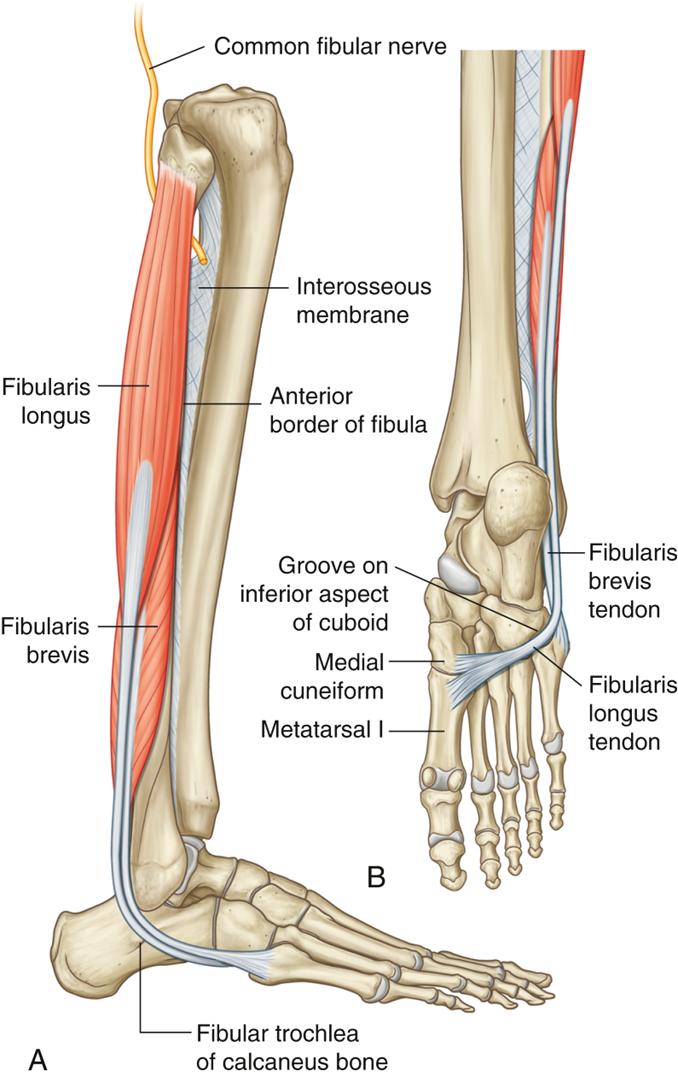 Common fibular nerve
Interosseous
membrane
Fibularis
longus
Anterior
border of fibula
Groove on
inferior aspect
of cuboid
Fibularis
brevis
tendon
Fibularis
brevis
Medial
cuneiform
Metatarsal I
Fibularis
longus
tendon
B
Fibular trochlea
of calcaneus bone
A